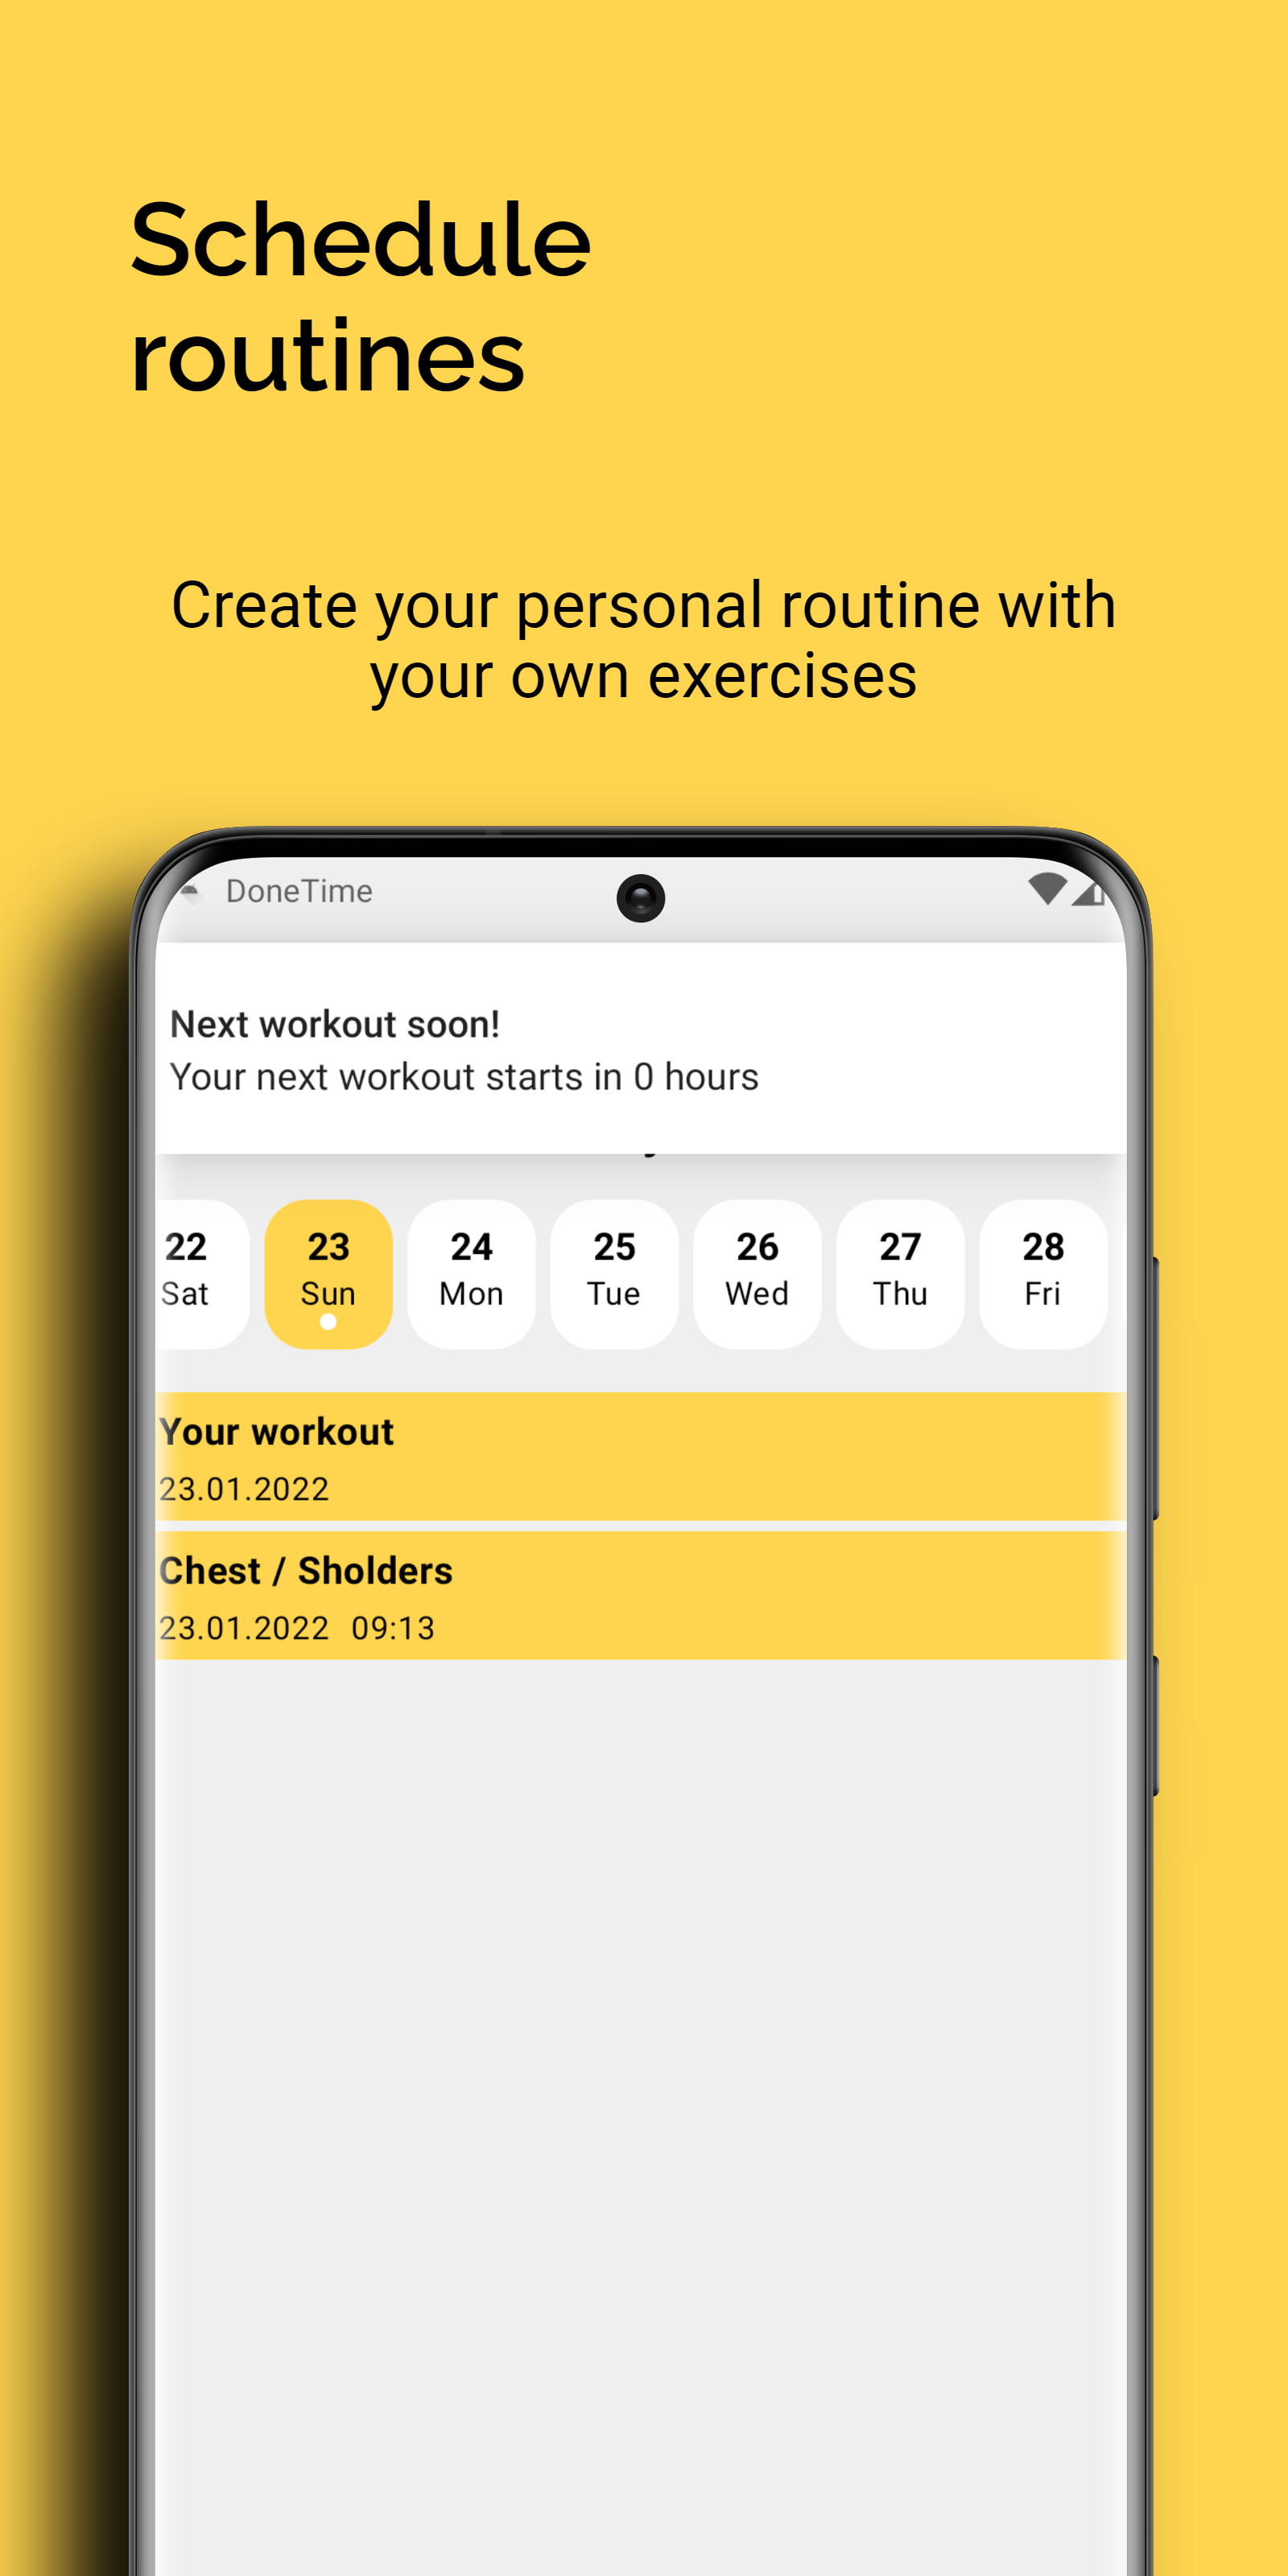 Schedule
routines
Create your personal routine with
your own exercises
DoneTime
Next workout soon!
Your next workout starts in 0 hours
22 23 24 25 26 27 28
Sat Sun Mon Tue Wed Thu Fri
Your workout
23.01.2022
Chest / Sholders
23.01.2022 09:13